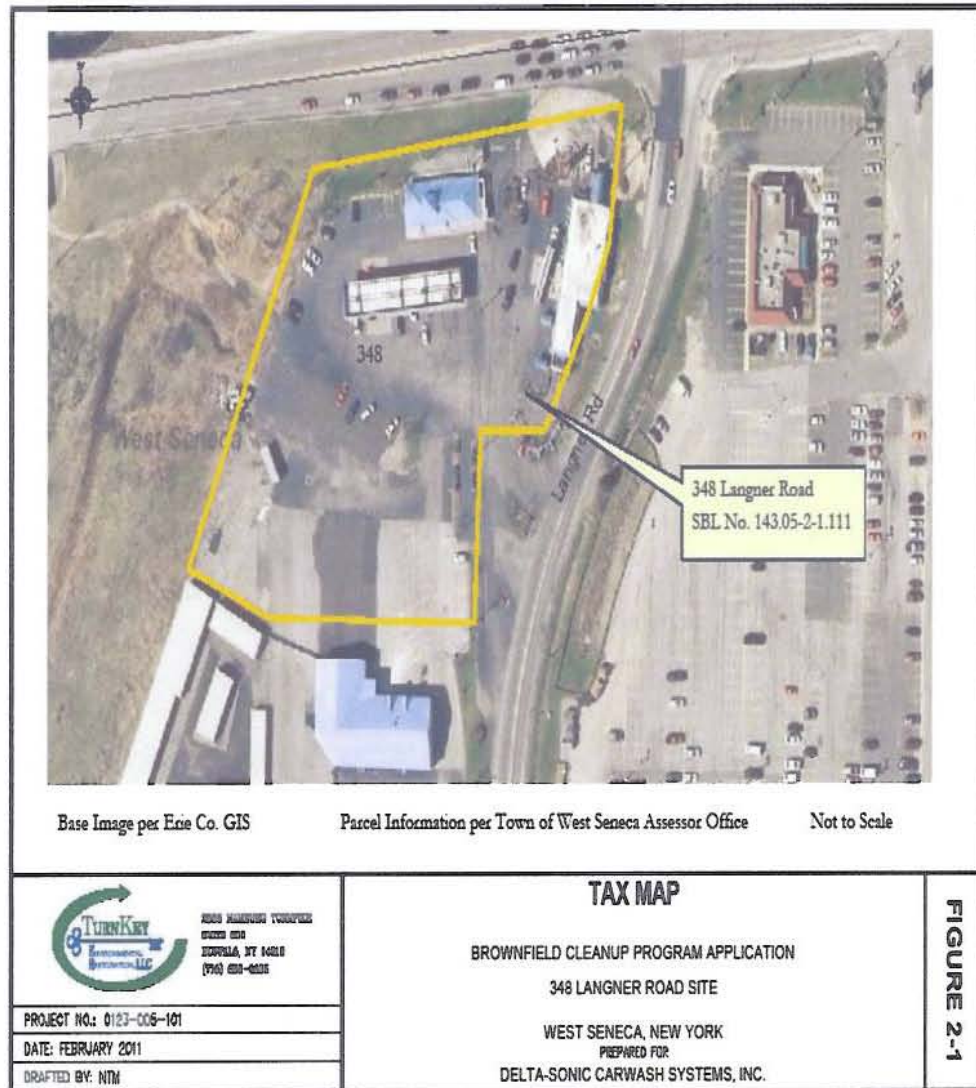 348
West Seneca
Langner Rd
348 Langner Road
SBL No. 143.05-2-1.111
Base Image per Erie Co. GIS
Parcel Information per Town of West Seneca Assessor Office
Not to Scale
TURNKEY
ENVIRONMENTAL
RESTORATION, LLC
PROJECT NO.: 0123-005-101
DATE: FEBRUARY 2011
DRAFTED BY: NTM
TAX MAP
BROWNFIELD CLEANUP PROGRAM APPLICATION
348 LANGNER ROAD SITE
WEST SENECA, NEW YORK
PREPARED FOR
DELTA-SONIC CARWASH SYSTEMS, INC.
FIGURE 2-1